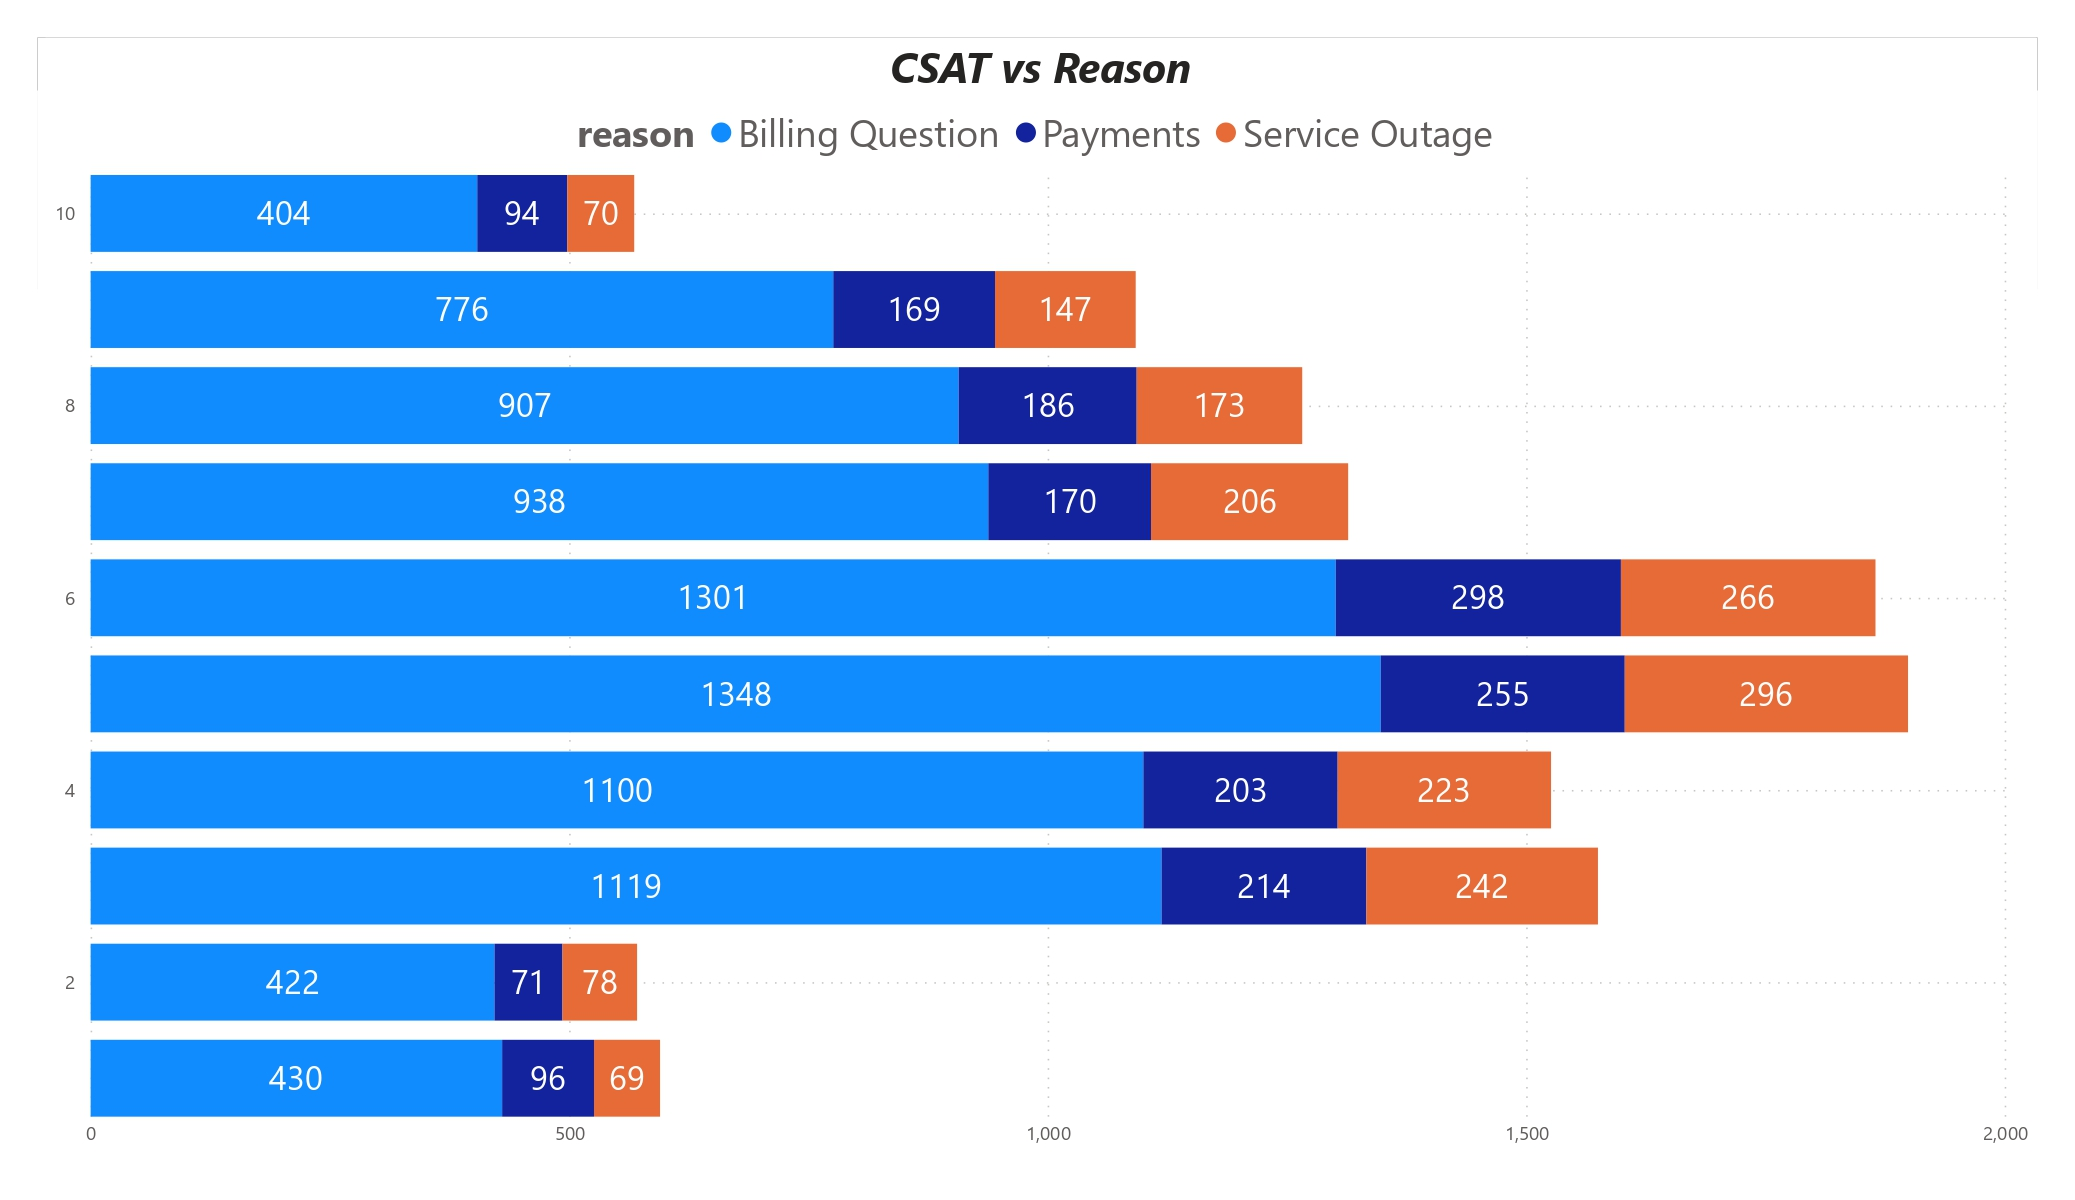 CSAT vs Reason
reason Billing Question Payments Service Outage
10 404 94 70
776 169 147
8 907 186 173
938 170 206
6 1301 298 266
1348 255 296
4 1100 203 223
1119 214 242
2 422 71 78
430 96 69
0 500 1,000 1,500 2,000